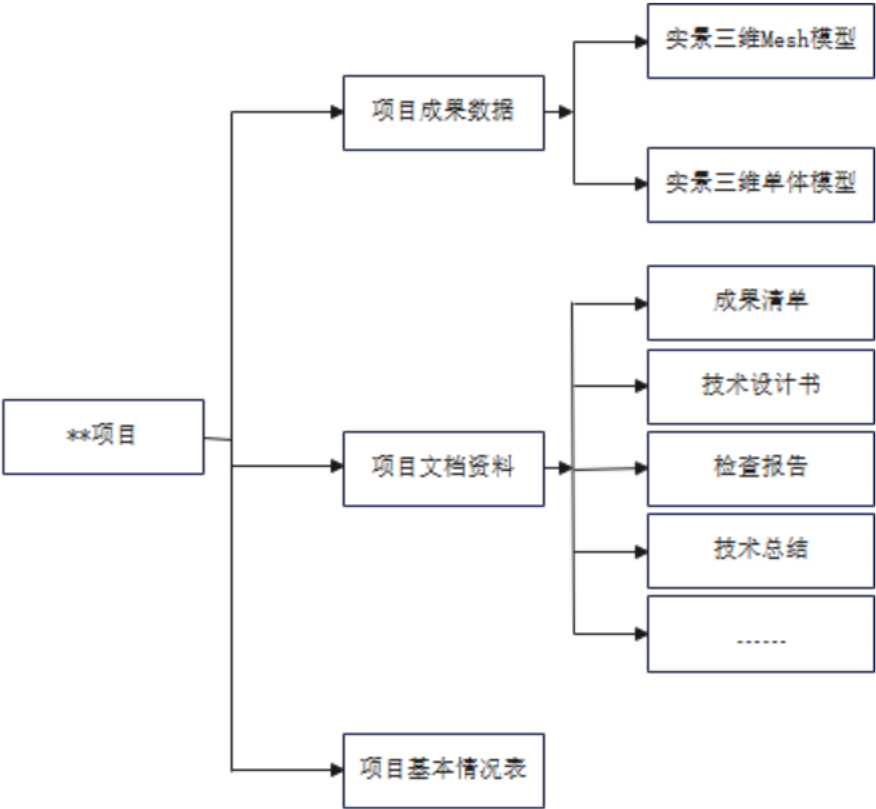 实景三维Mesh模型
项目成果数据
实景三维单体模型
成果清单
技术设计书
**项目
项目文档资料
检查报告
技术总结
------
项目基本情况表